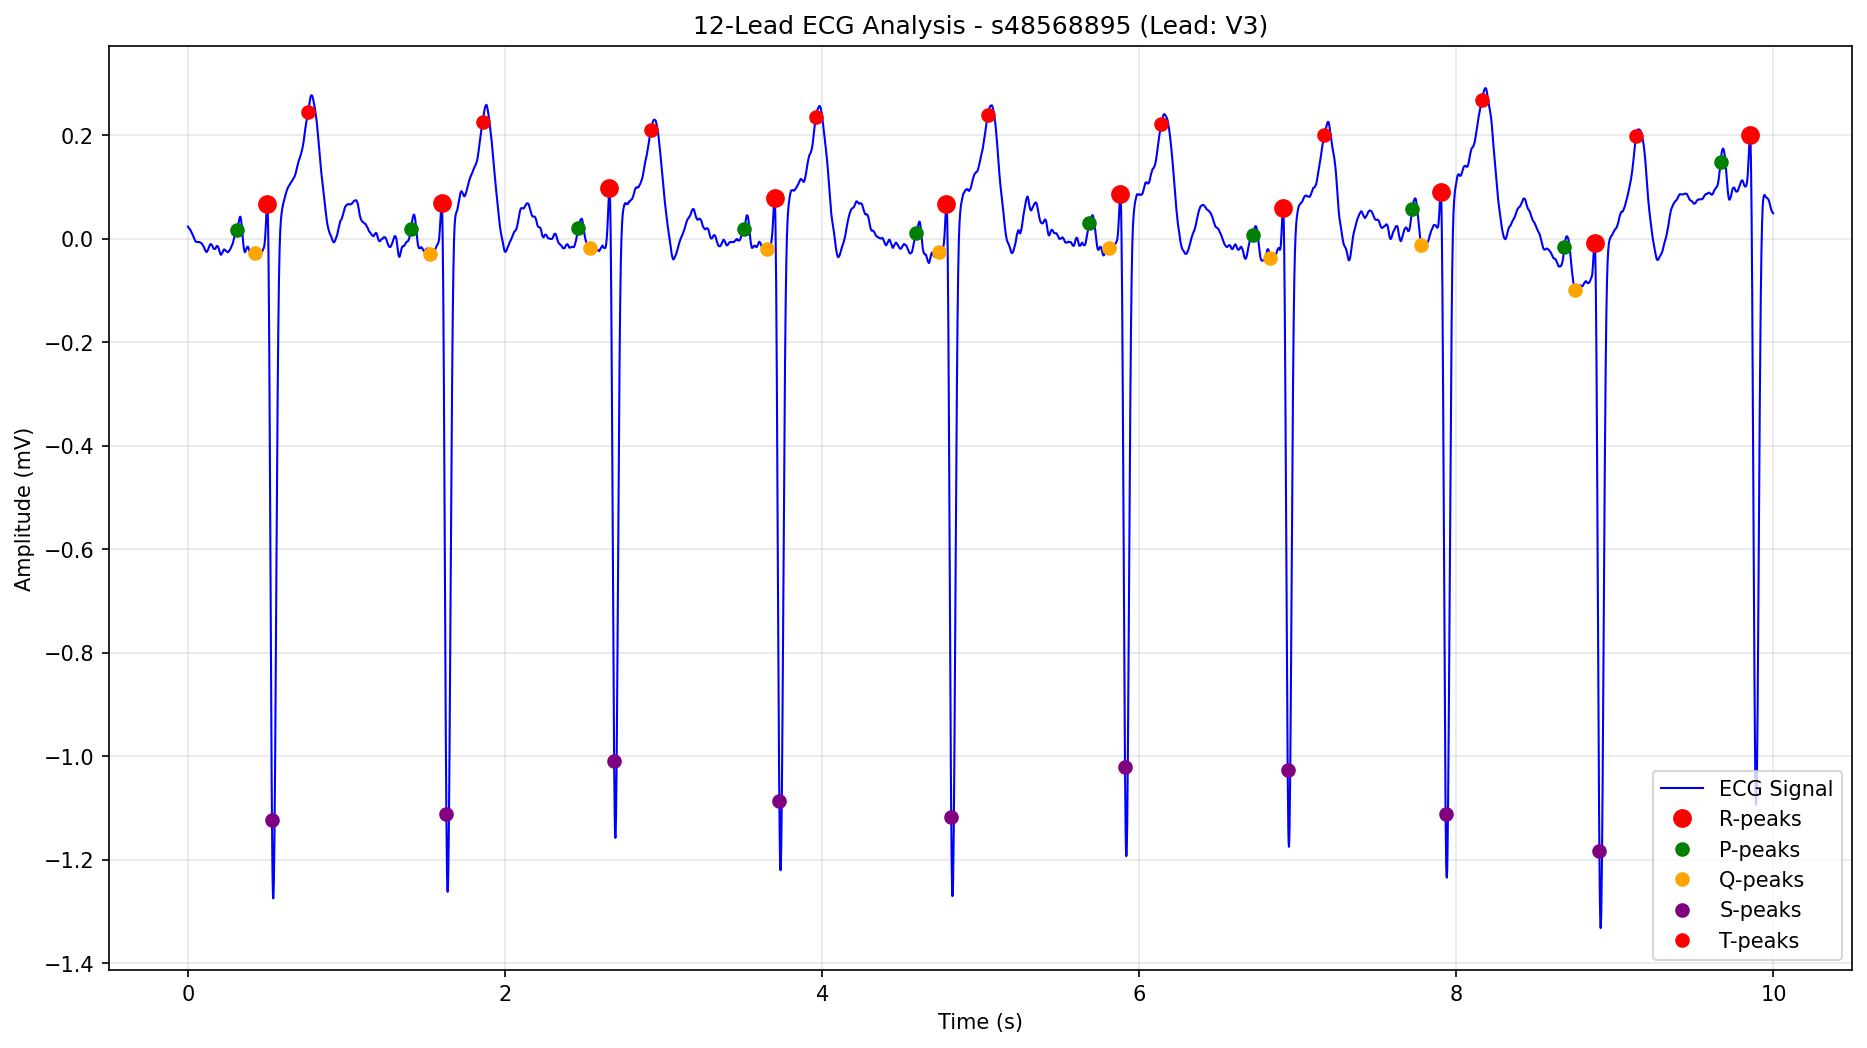 12-Lead ECG Analysis - s48568895 (Lead: V3)
Amplitude (mV)
0.2
0.0
−0.2
−0.4
−0.6
−0.8
−1.0
−1.2
−1.4
ECG Signal
R-peaks
P-peaks
Q-peaks
S-peaks
T-peaks
0 2 4 6 8 10
Time (s)